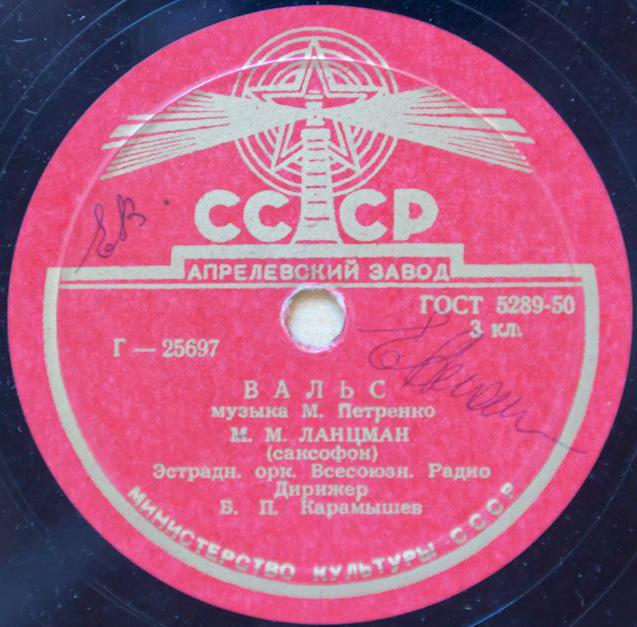 СССР
АПРЕЛЕВСКИЙ ЗАВОД
ГОСТ 5289-50
3 кл.
Г — 25697
ВАЛЬС
музыка М. Петренко
М. М. ЛАНЦМАН
(саксофон)
Эстрадн. орк. Всесоюзн. Радио
Дирижер
Б. П. Карамышев
МИНИСТЕРСТВО КУЛЬТУРЫ СССР